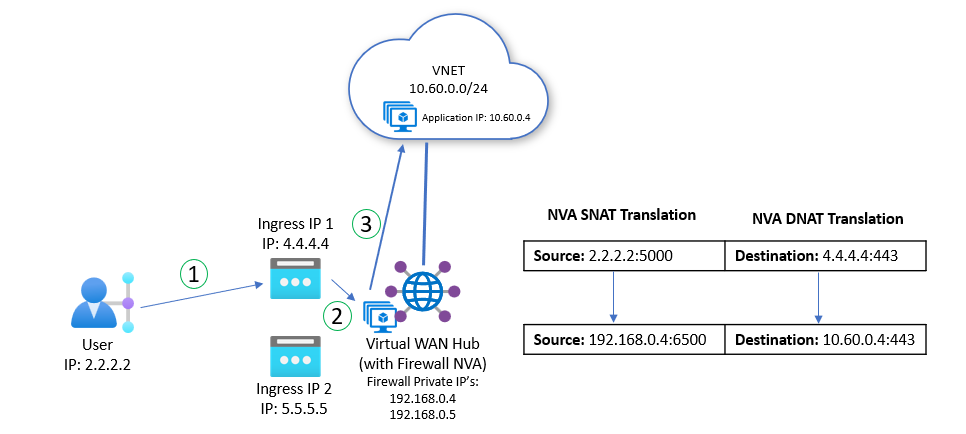 VNET
10.60.0.0/24
Application IP: 10.60.0.4
3
NVA SNAT Translation
NVA DNAT Translation
Ingress IP 1
IP: 4.4.4.4
Source: 2.2.2.2:5000
Destination: 4.4.4.4:443
1
2
User
IP: 2.2.2.2
Virtual WAN Hub
(with Firewall NVA)
Firewall Private IP's:
192.168.0.4
192.168.0.5
Source: 192.168.0.4:6500
Destination: 10.60.0.4:443
Ingress IP 2
IP: 5.5.5.5